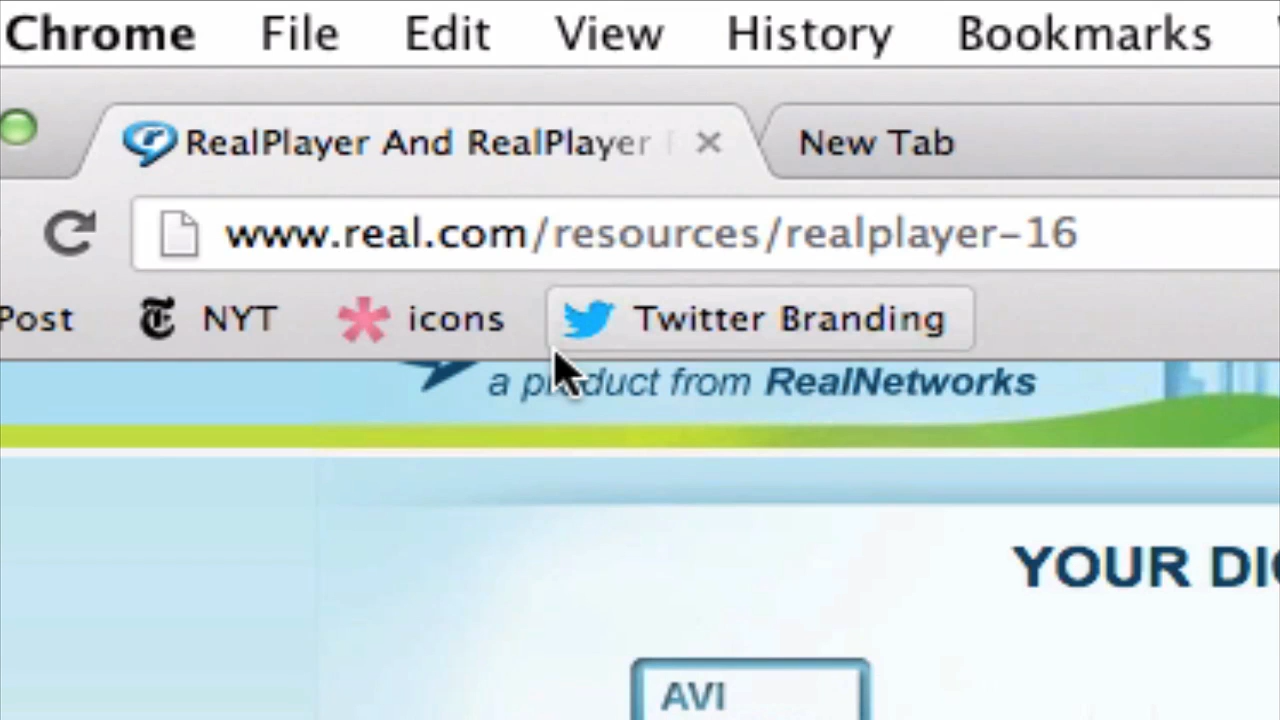 Chrome File Edit View History Bookmarks
RealPlayer And RealPlayer New Tab
www.real.com/resources/realplayer-16
Post NYT icons Twitter Branding
a product from RealNetworks
YOUR
AVI